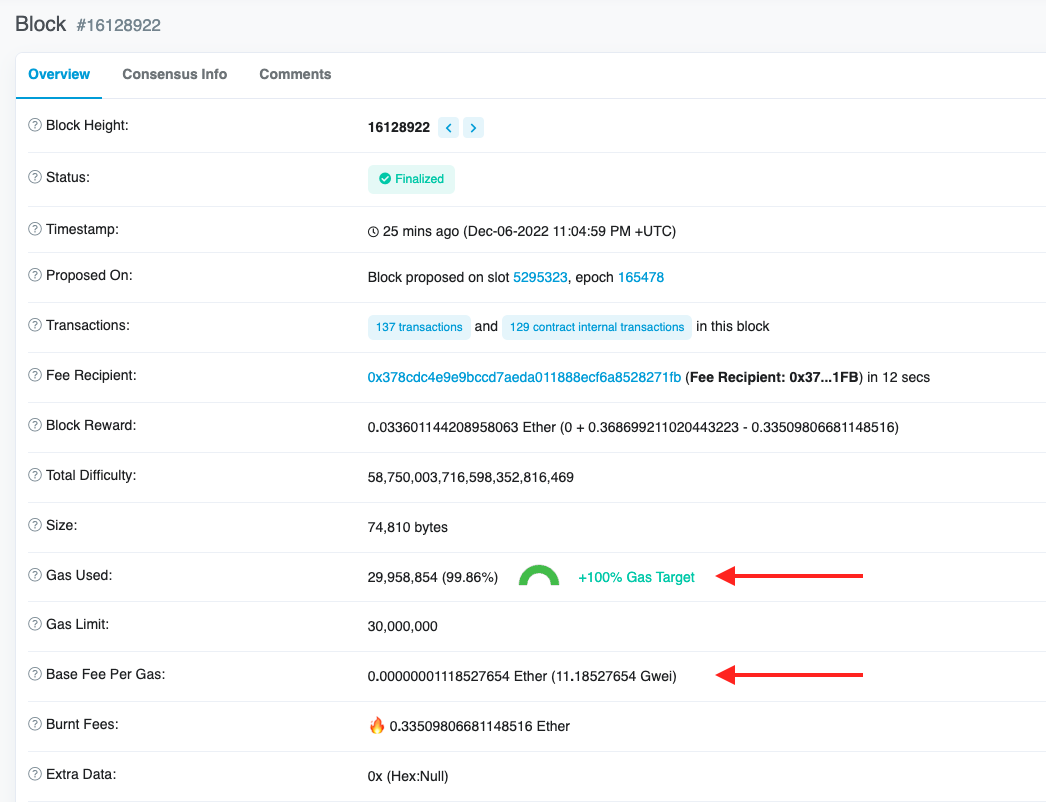 Block #16128922
Overview Consensus Info Comments
Block Height: 16128922
Status: Finalized
Timestamp: 25 mins ago (Dec-06-2022 11:04:59 PM +UTC)
Proposed On: Block proposed on slot 5295323, epoch 165478
Transactions: 137 transactions and 129 contract internal transactions in this block
Fee Recipient: 0x378cdc4e9e9bccd7aeda011888ecf6a8528271fb (Fee Recipient: 0x37...1FB) in 12 secs
Block Reward: 0.033601144208958063 Ether (0 + 0.368699211020443223 - 0.33509806681148516)
Total Difficulty: 58,750,003,716,598,352,816,469
Size: 74,810 bytes
Gas Used: 29,958,854 (99.86%) +100% Gas Target
Gas Limit: 30,000,000
Base Fee Per Gas: 0.00000001118527654 Ether (11.18527654 Gwei)
Burnt Fees: 0.33509806681148516 Ether
Extra Data: 0x (Hex:Null)